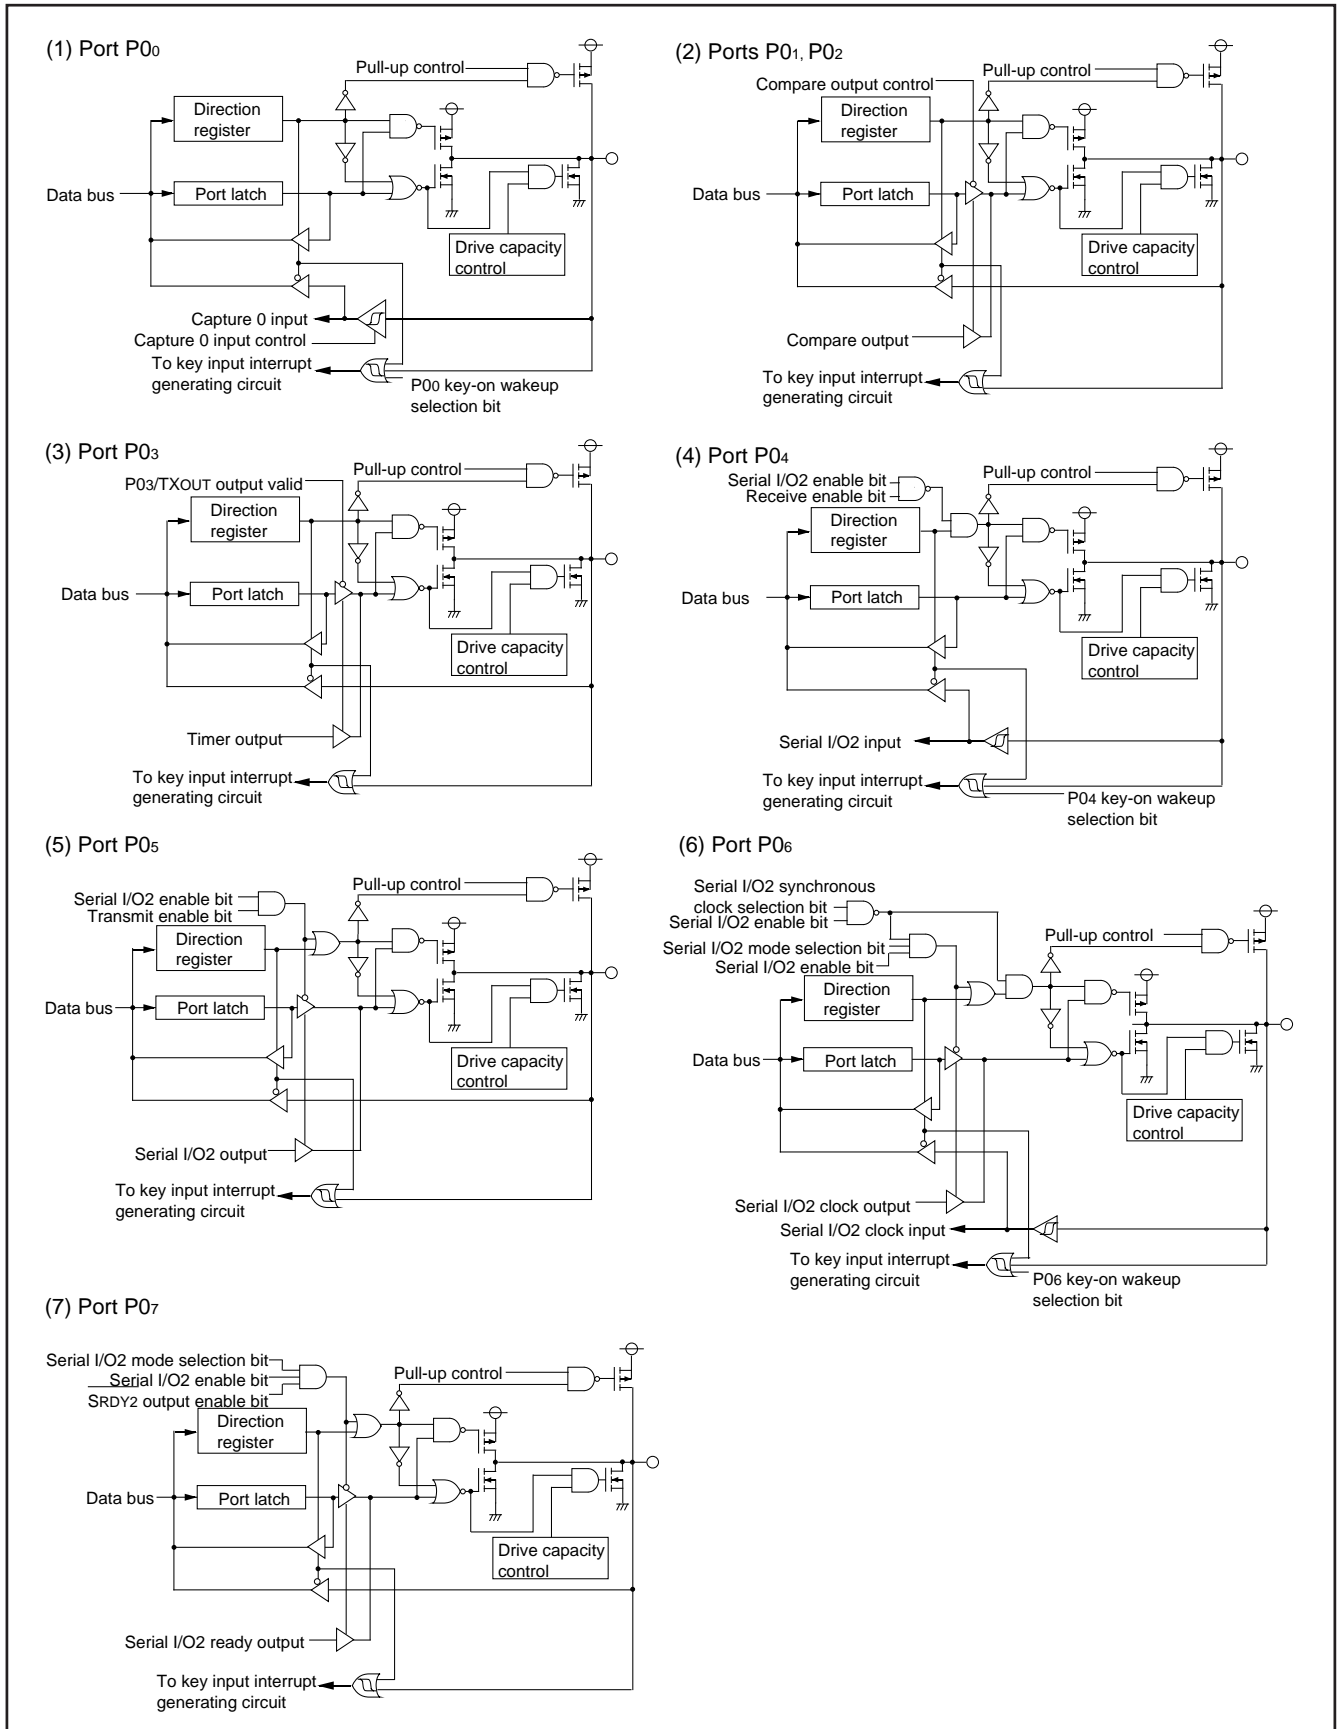 (1) Port P00
Pull-up control
Direction
register
Data bus
Port latch
Drive capacity
control
Capture 0 input
Capture 0 input control
To key input interrupt
generating circuit
P00 key-on wakeup
selection bit
(2) Ports P01, P02
Compare output control
Pull-up control
Direction
register
Data bus
Port latch
Drive capacity
control
Compare output
To key input interrupt
generating circuit
(3) Port P03
Pull-up control
P03/TXOUT output valid
Direction
register
Data bus
Port latch
Drive capacity
control
Timer output
To key input interrupt
generating circuit
(4) Port P04
Pull-up control
Serial I/O2 enable bit
Receive enable bit
Direction
register
Data bus
Port latch
Drive capacity
control
Serial I/O2 input
To key input interrupt
generating circuit
P04 key-on wakeup
selection bit
(5) Port P05
Pull-up control
Serial I/O2 enable bit
Transmit enable bit
Direction
register
Data bus
Port latch
Drive capacity
control
Serial I/O2 output
To key input interrupt
generating circuit
(6) Port P06
Serial I/O2 synchronous
clock selection bit
Serial I/O2 enable bit
Pull-up control
Serial I/O2 mode selection bit
Serial I/O2 enable bit
Direction
register
Data bus
Port latch
Drive capacity
control
Serial I/O2 clock output
Serial I/O2 clock input
To key input interrupt
generating circuit
P06 key-on wakeup
selection bit
(7) Port P07
Serial I/O2 mode selection bit
Serial I/O2 enable bit
SRDY2 output enable bit
Pull-up control
Direction
register
Data bus
Port latch
Drive capacity
control
Serial I/O2 ready output
To key input interrupt
generating circuit